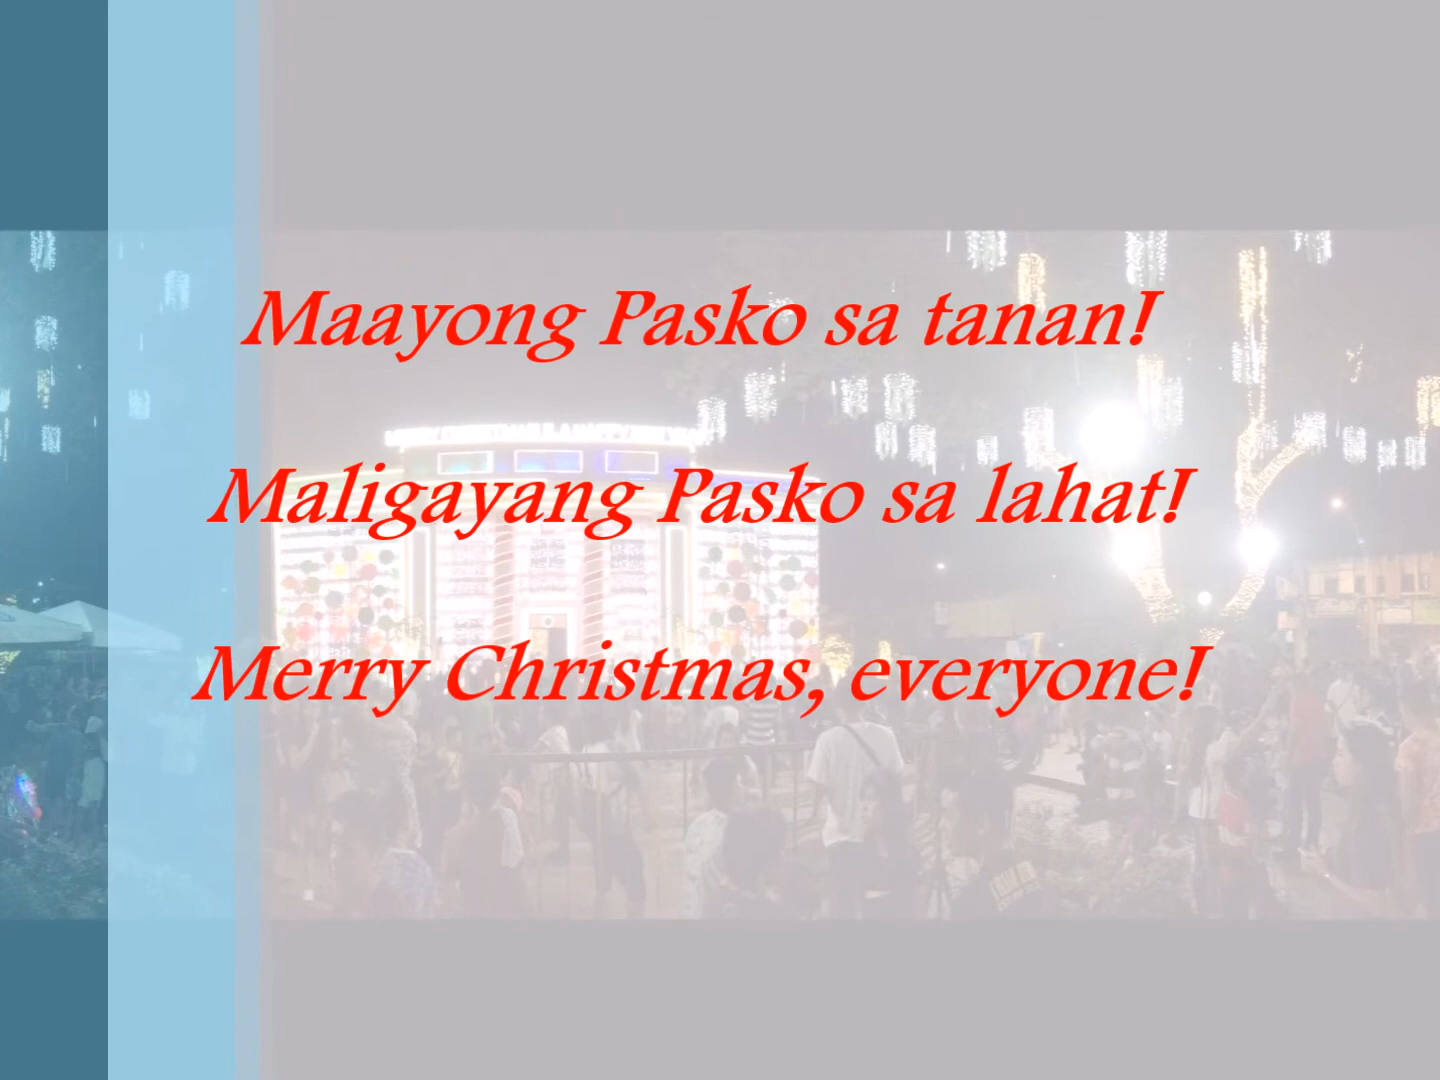 Maayong Pasko sa tanan!
Maligayang Pasko sa lahat!
Merry Christmas, everyone!